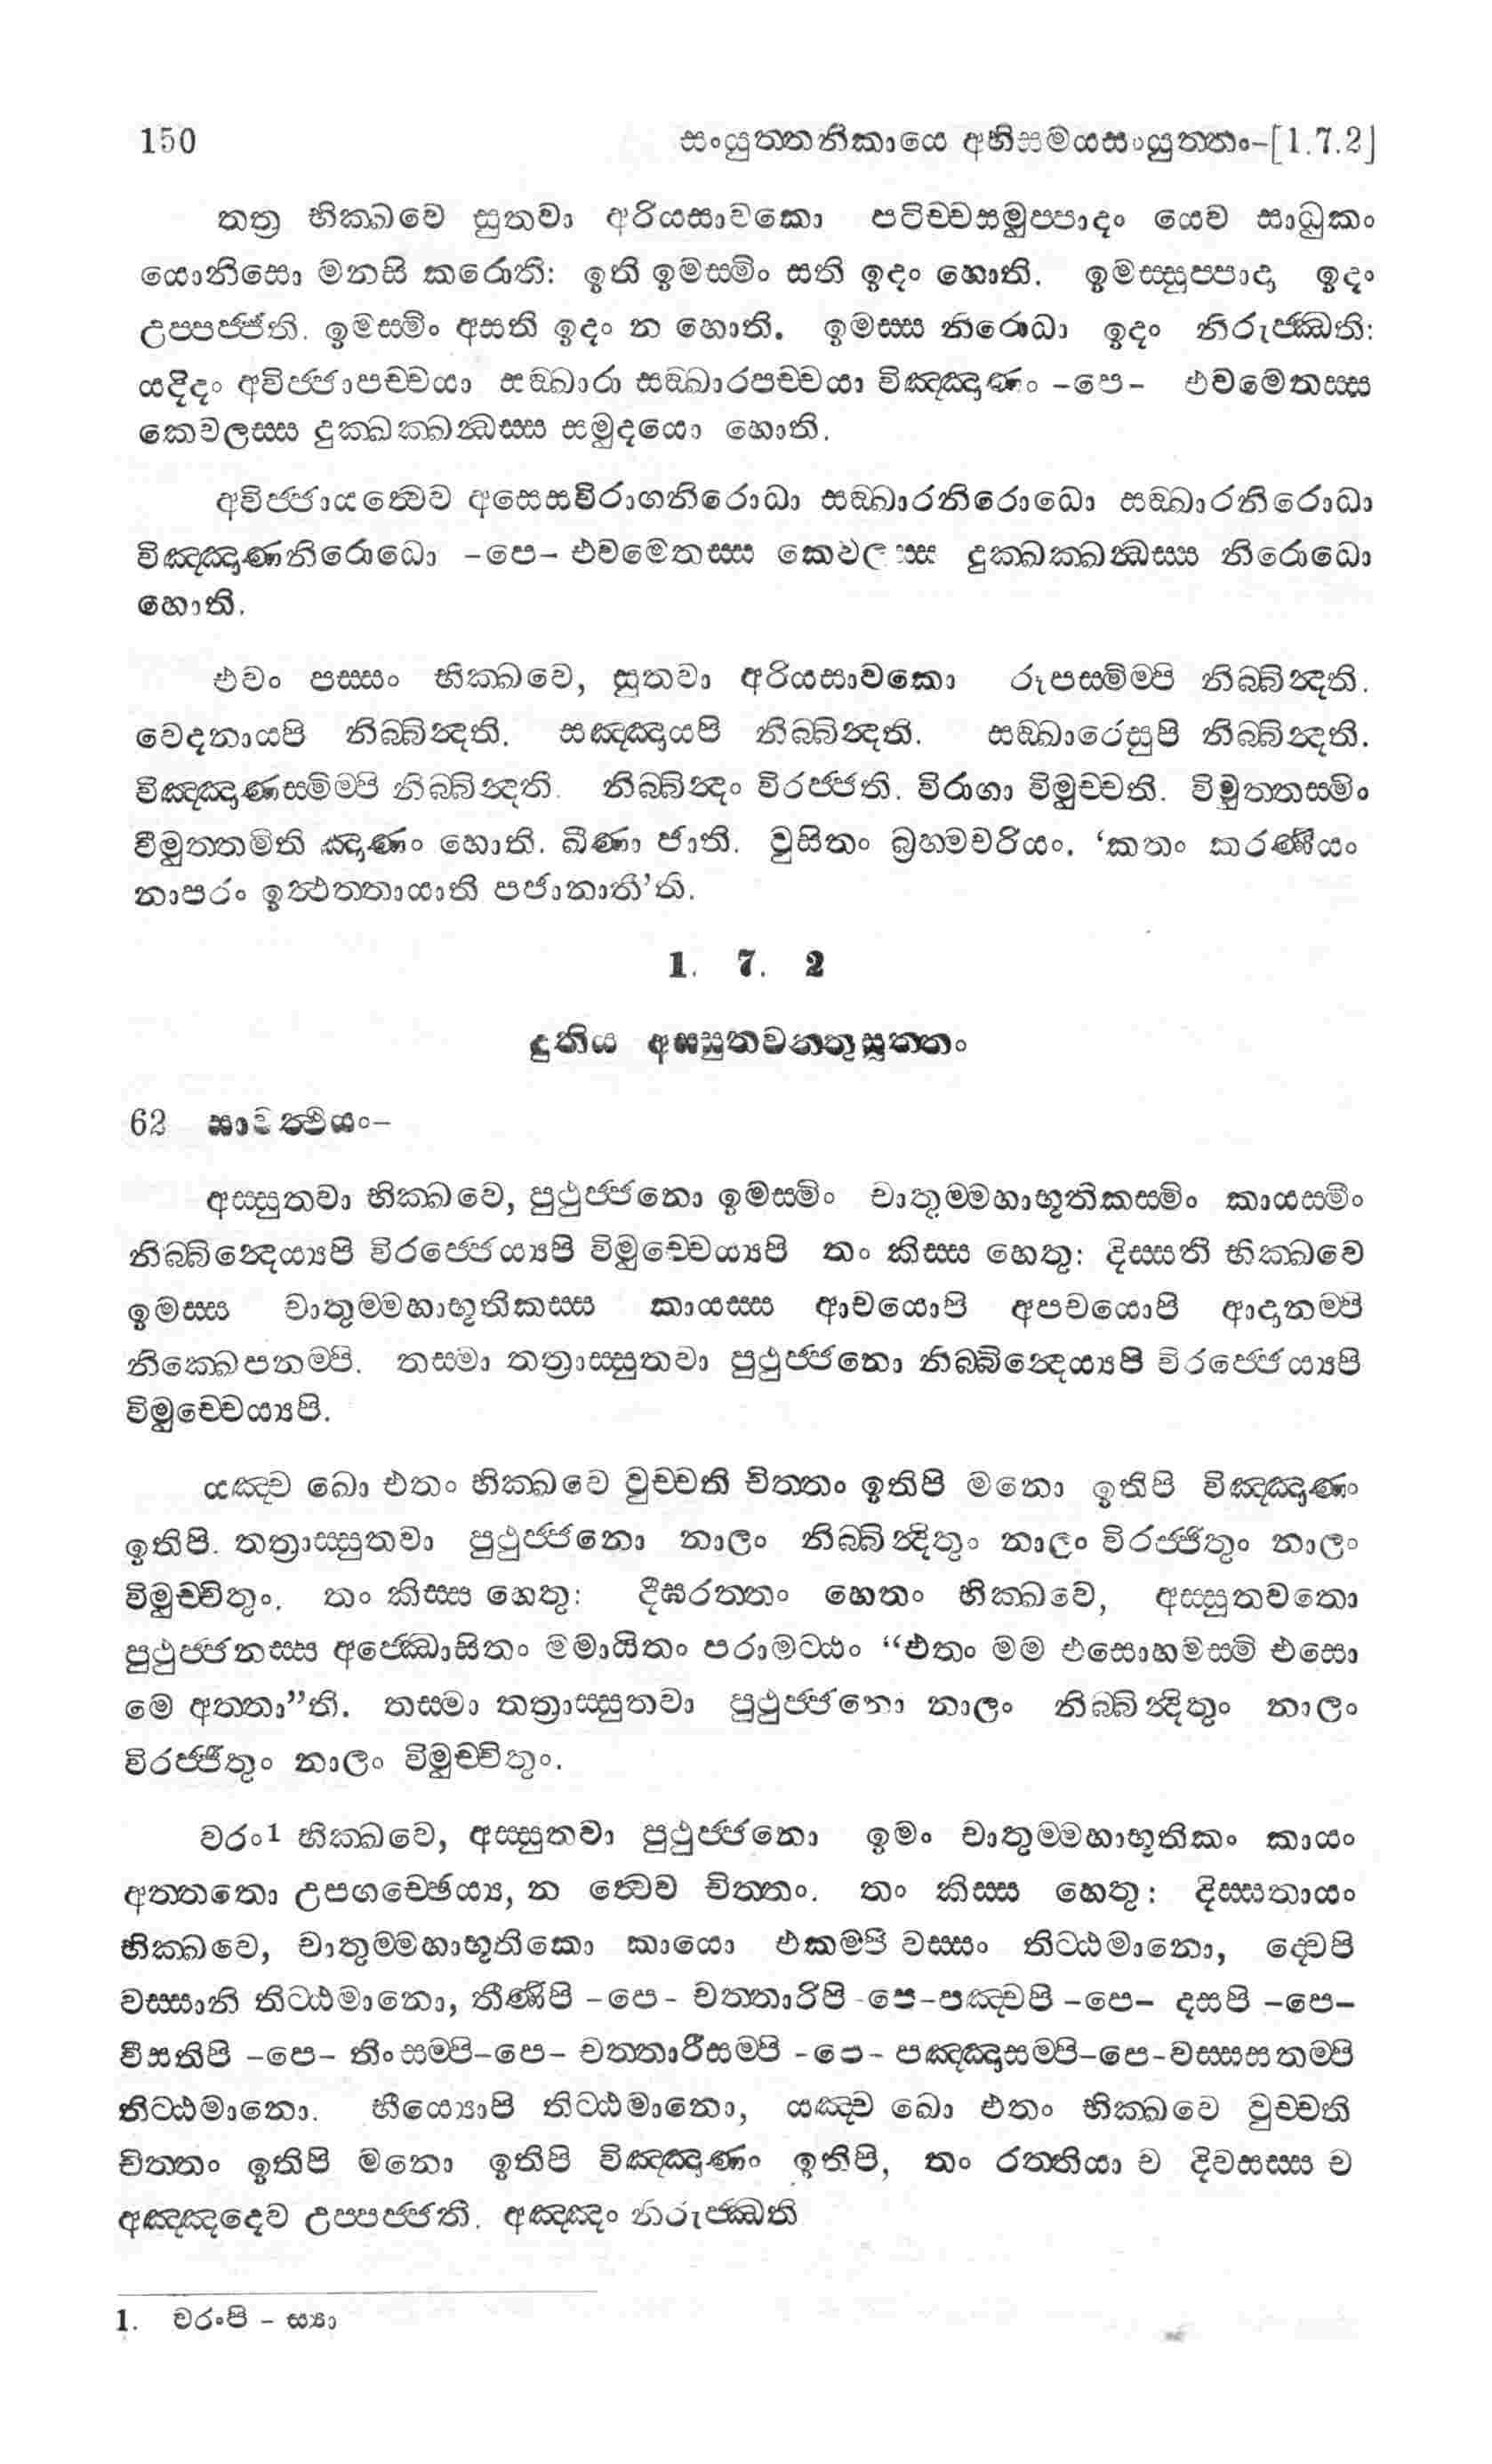 150 සංයුත්තනිකායෙ අභිසමයසංයුත්තං-[1.7.2]
තත්‍ර භික්ඛවෙ සුතවා අරියසාවකො පටිච්චසමුප්පාදං යෙව සාධුකං
යොනිසො මනසි කරොති: ඉති ඉමස්මිං සති ඉදං හොති. ඉමස්සුප්පාදා ඉදං
උප්පජ්ජති. ඉමස්මිං අසති ඉදං න හොති. ඉමස්ස නිරොධා ඉදං නිරුජ්ඣති:
යදිදං අවිජ්ජාපච්චයා සඞ්ඛාරා සඞ්ඛාරපච්චයා විඤ්ඤාණං -පෙ- එවමෙතස්ස
කෙවලස්ස දුක්ඛක්ඛන්ධස්ස සමුදයො හොති.
අවිජ්ජායත්‍වෙව අසෙසවිරාගනිරොධා සඞ්ඛාරනිරොධො සඞ්ඛාරනිරොධා
විඤ්ඤාණනිරොධො -පෙ- එවමෙතස්ස කෙවලස්ස දුක්ඛක්ඛන්ධස්ස නිරොධො
හොති.
එවං පස්සං භික්ඛවෙ, සුතවා අරියසාවකො රූපස්මිම්පි නිබ්බින්දති.
වෙදනායපි නිබ්බින්දති. සඤ්ඤායපි නිබ්බින්දති. සඞ්ඛාරෙසුපි නිබ්බින්දති.
විඤ්ඤාණස්මිම්පි නිබ්බින්දති. නිබ්බින්දං විරජ්ජති. විරාගා විමුච්චති. විමුත්තස්මිං
විමුත්තමිති ඤාණං හොති. ඛීණා ජාති. වුසිතං බ්‍රහ්මචරියං. ‘කතං කරණීයං
නාපරං ඉත්‍ථත්තායාති පජානාතී’ති.
1. 7. 2
දුතිය අස්සුතවන්තුසුත්තං
62 සාවත්‍ථියං-
අස්සුතවා භික්ඛවෙ, පුථුජ්ජනො ඉමස්මිං චාතුම්මහාභූතිකස්මිං කායස්මිං
නිබ්බින්දෙය්‍යපි විරජ්ජෙය්‍යපි විමුච්චෙය්‍යපි තං කිස්ස හෙතු: දිස්සති භික්ඛවෙ
ඉමස්ස චාතුම්මහාභූතිකස්ස කායස්ස ආචයොපි අපචයොපි ආදානම්පි
නික්ඛෙපනම්පි. තස්මා තත්‍රාස්සුතවා පුථුජ්ජනො නිබ්බින්දෙය්‍යපි විරජ්ජෙය්‍යපි
විමුච්චෙය්‍යපි.
යඤ්ච ඛො එතං භික්ඛවෙ වුච්චති චිත්තං ඉතිපි මනො ඉතිපි විඤ්ඤාණං
ඉතිපි. තත්‍රාස්සුතවා පුථුජ්ජනො නාලං නිබ්බින්දිතුං නාලං විරජ්ජිතුං නාලං
විමුච්චිතුං. තං කිස්ස හෙතු: දීඝරත්තං හෙතං භික්ඛවෙ, අස්සුතවතො
පුථුජ්ජනස්ස අජ්ඣොසිතං මමායිතං පරාමට්ඨං “එතං මම එසොහමස්මි එසො
මෙ අත්තා”ති. තස්මා තත්‍රාස්සුතවා පුථුජ්ජනො නාලං නිබ්බින්දිතුං නාලං
විරජ්ජිතුං නාලං විමුච්චිතුං.
වරං1 භික්ඛවෙ, අස්සුතවා පුථුජ්ජනො ඉමං චාතුම්මහාභූතිකං කායං
අත්තතො උපගච්ඡෙය්‍ය, න ත්‍වෙව චිත්තං. තං කිස්ස හෙතු: දිස්සතායං
භික්ඛවෙ, චාතුම්මහාභූතිකො කායො එකම්පි වස්සං තිට්ඨමානො, ද්වෙපි
වස්සානි තිට්ඨමානො, තීණිපි -පෙ- චත්තාරිපි -පෙ-පඤ්චපි -පෙ- දසපි -පෙ-
වීසතිපි -පෙ- තිංසම්පි-පෙ- චත්තාරීසම්පි -පෙ- පඤ්ඤාසම්පි-පෙ-වස්සසතම්පි
තිට්ඨමානො. භීය්‍යොපි තිට්ඨමානො, යඤ්ච ඛො එතං භික්ඛවෙ වුච්චති
චිත්තං ඉතිපි මනො ඉතිපි විඤ්ඤාණං ඉතිපි, තං රත්තියා ච දිවසස්ස ච
අඤ්ඤදෙව උප්පජ්ජති. අඤ්ඤං නිරුජ්ඣති
1. වරංපි - ස්‍යා